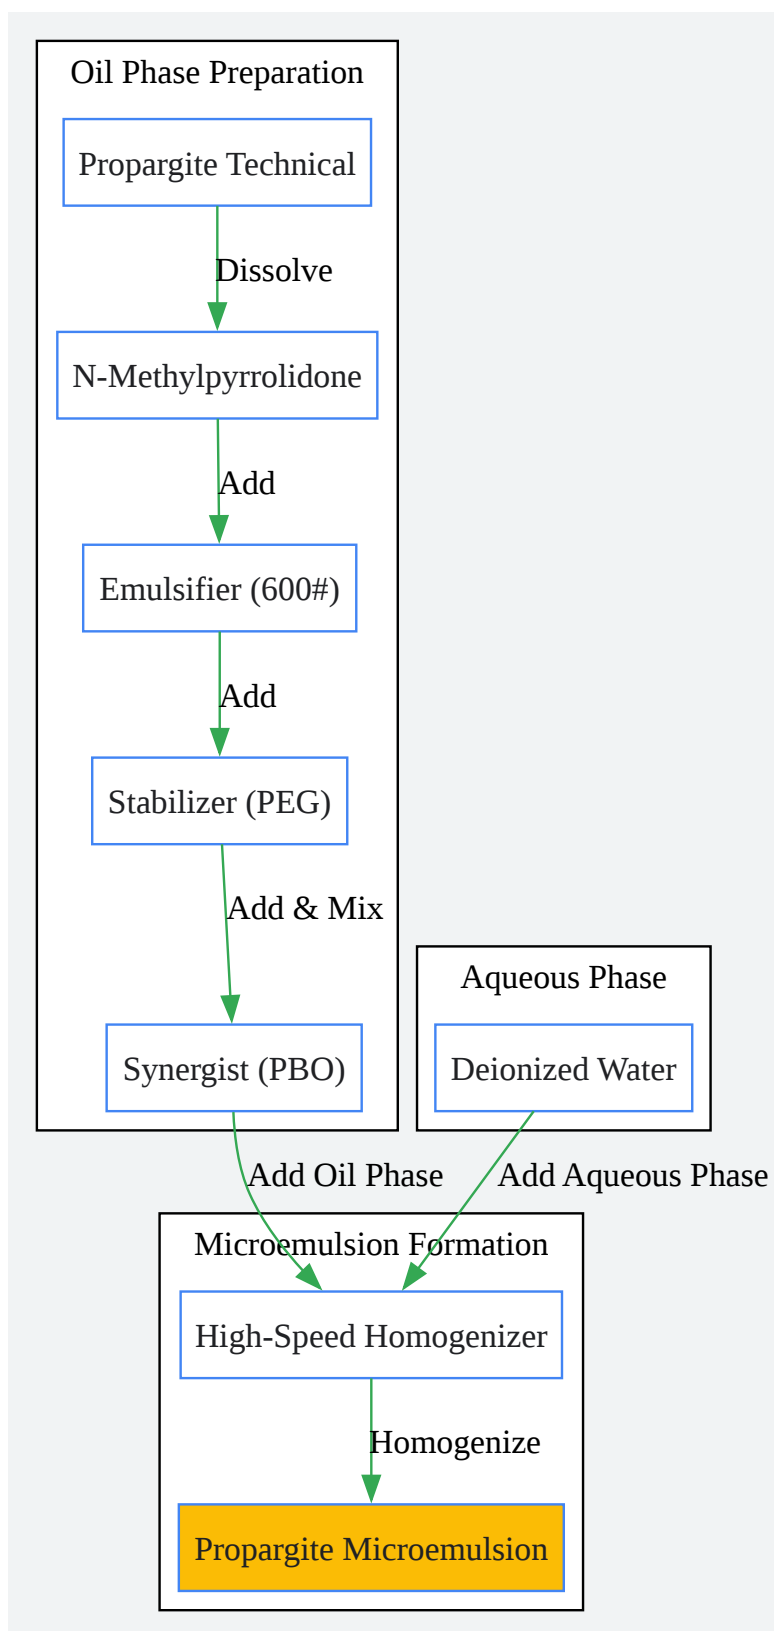 Oil Phase Preparation
Propargite Technical
Dissolve
N-Methylpyrrolidone
Add
Emulsifier (600#)
Add
Stabilizer (PEG)
Add & Mix
Synergist (PBO)
Aqueous Phase
Deionized Water
Add Oil Phase
Add Aqueous Phase
Microemulsion Formation
High-Speed Homogenizer
Homogenize
Propargite Microemulsion